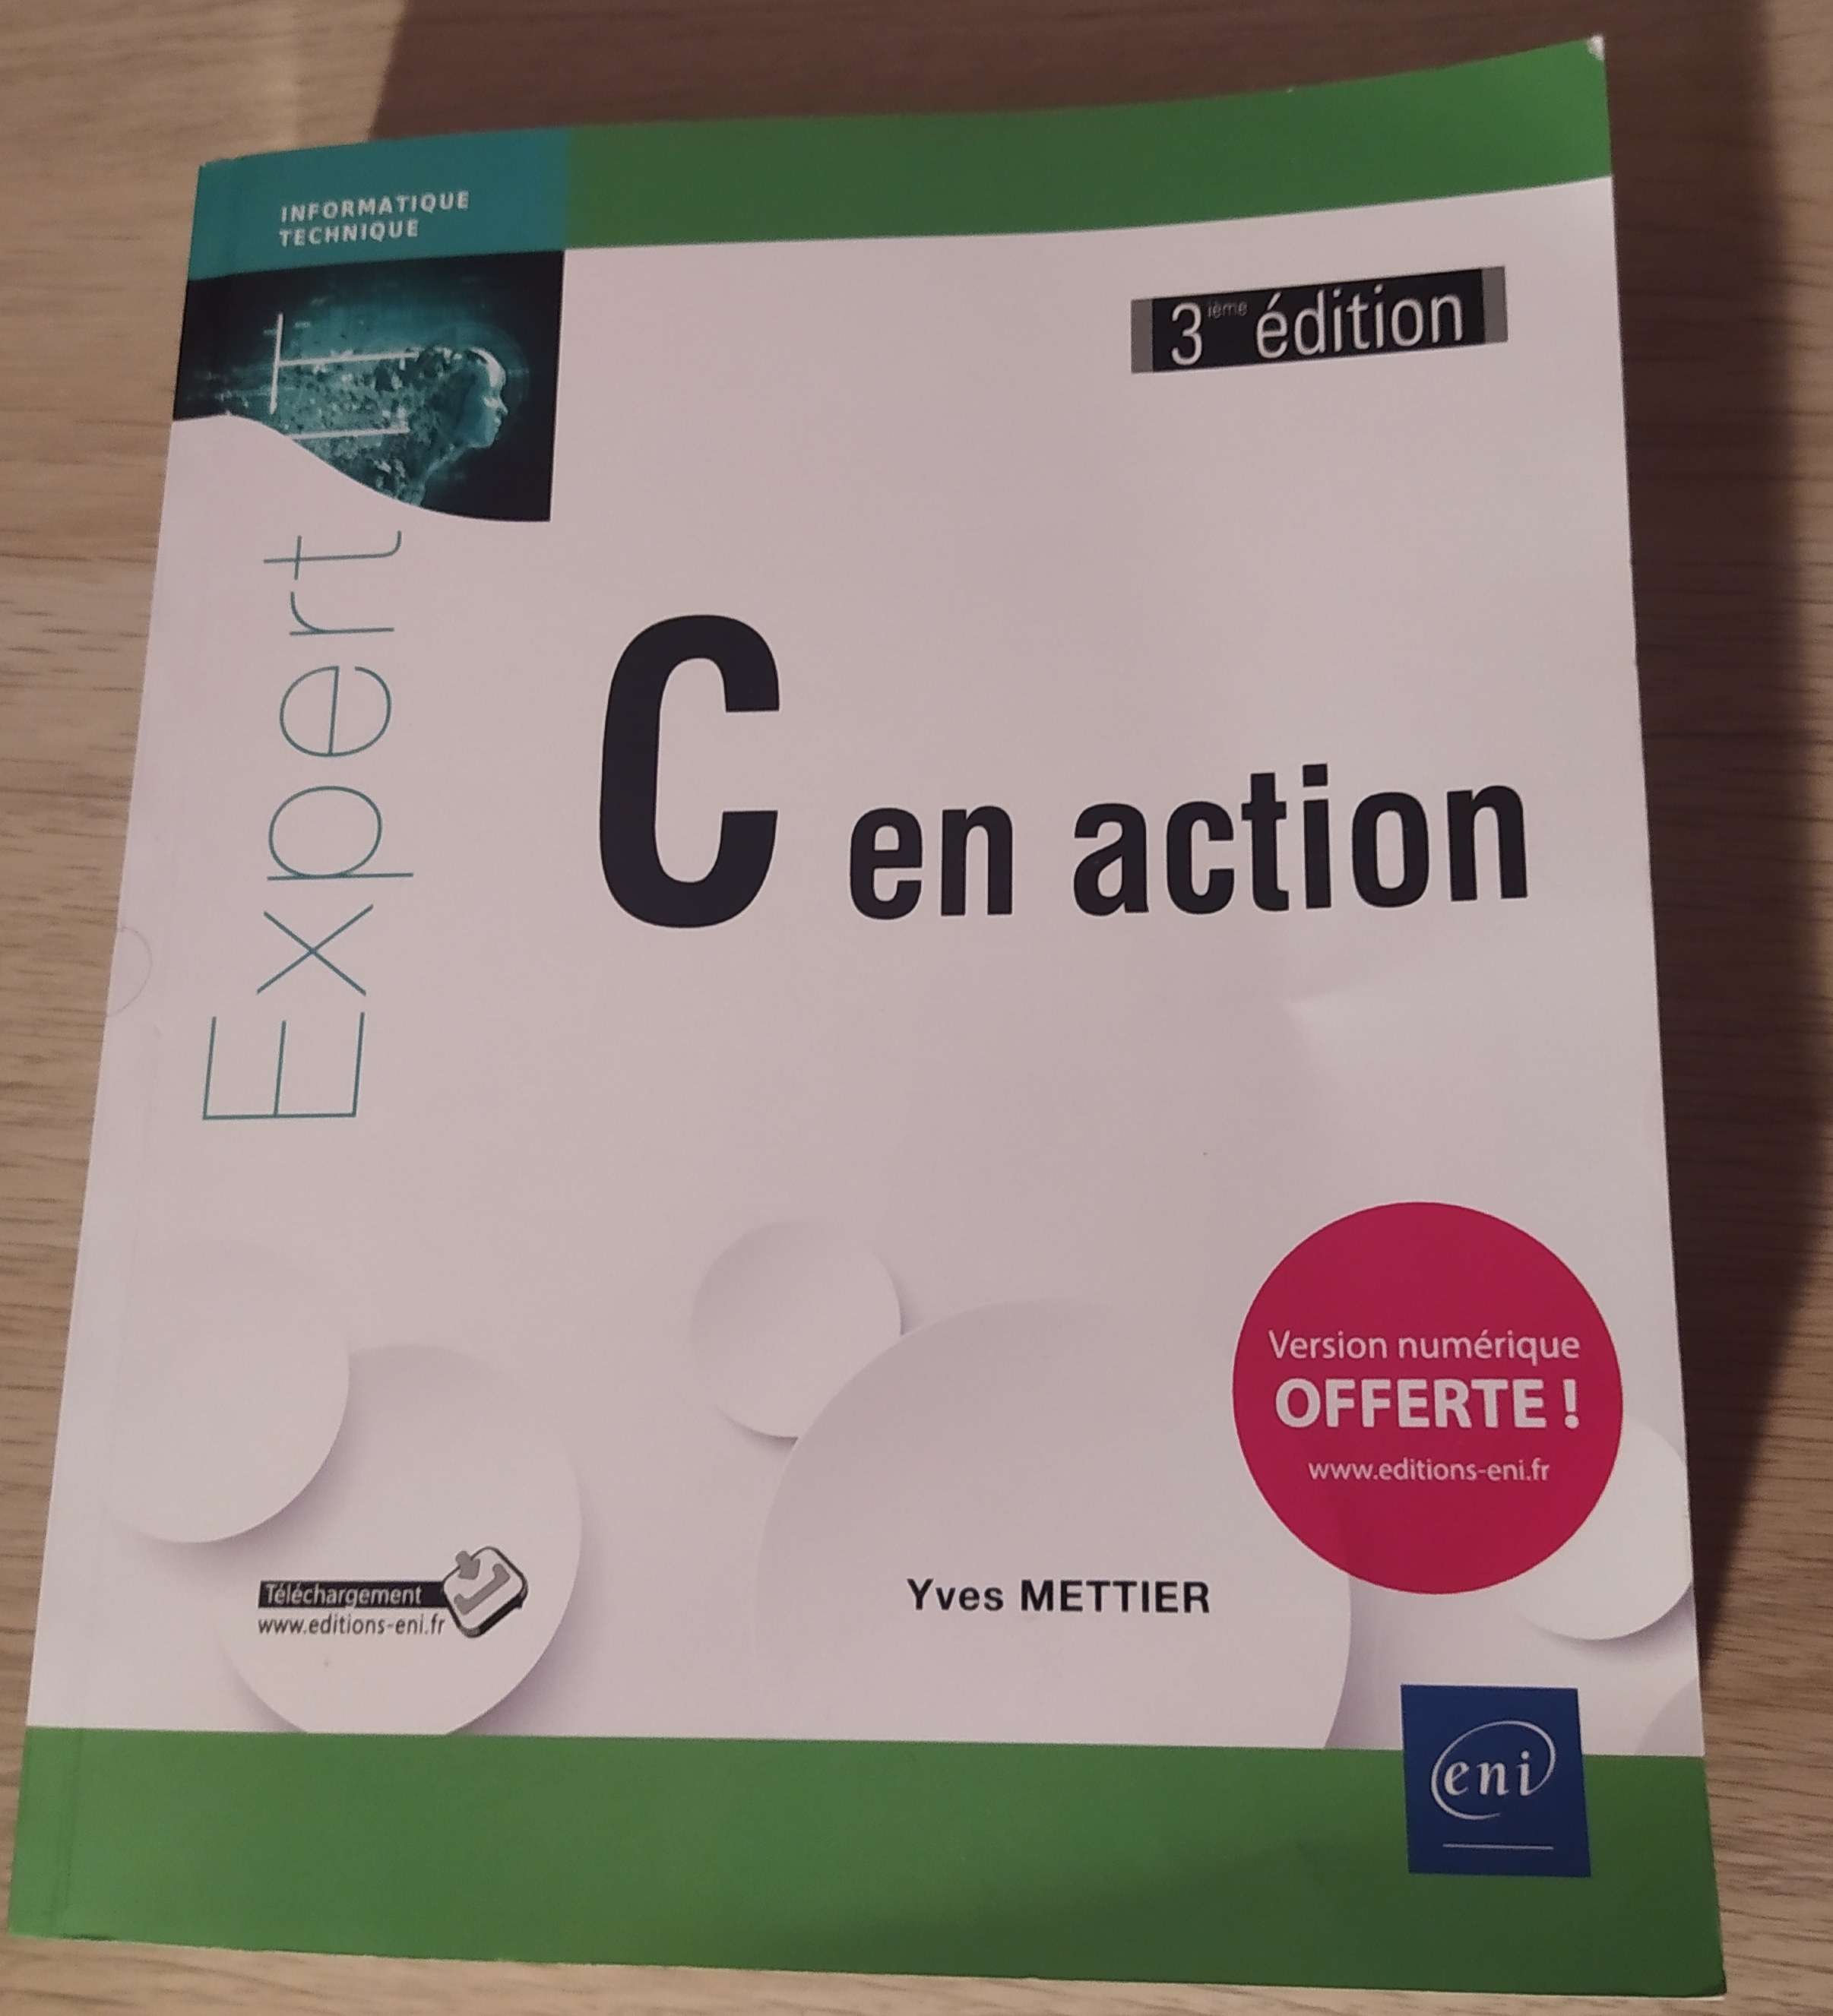 INFORMATIQUE
TECHNIQUE
3ième édition
Expert
C en action
Version numérique
OFFERTE !
www.editions-eni.fr
Téléchargement
www.editions-eni.fr
Yves METTIER
eni